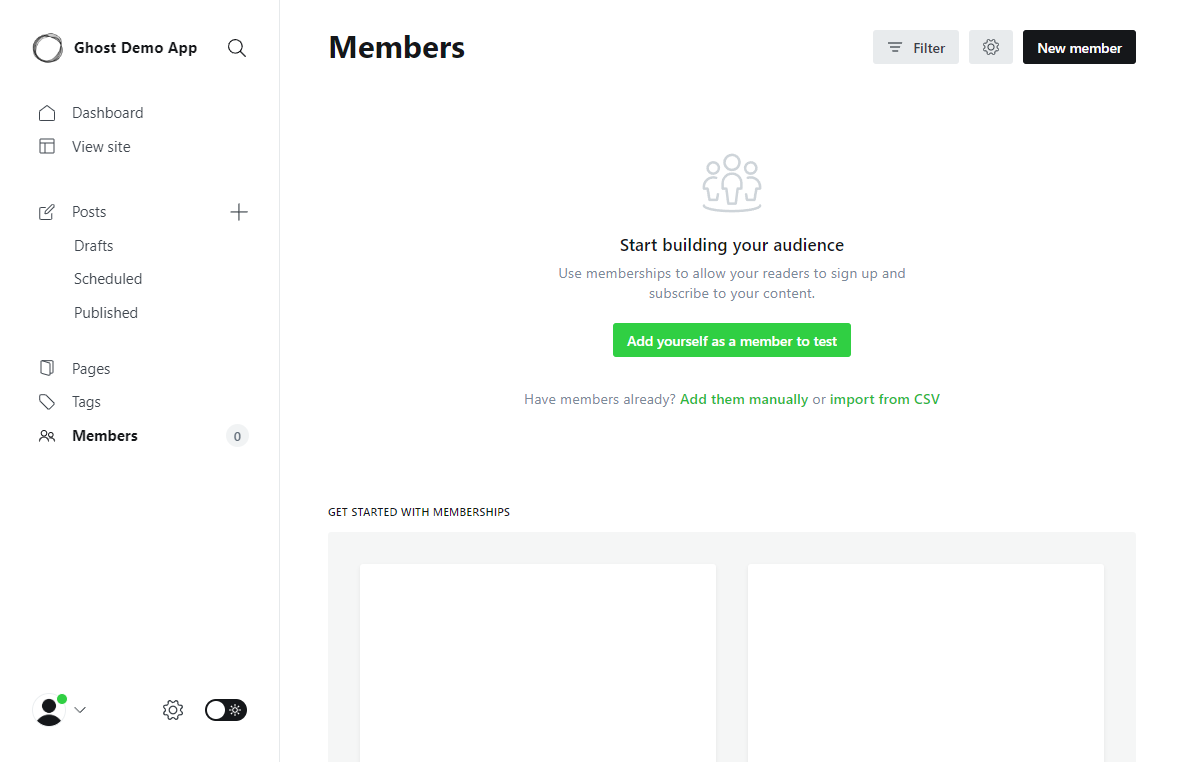 Ghost Demo App
Dashboard
View site
Posts
Drafts
Scheduled
Published
Pages
Tags
Members
0
Members
Filter
New member
Start building your audience
Use memberships to allow your readers to sign up and
subscribe to your content.
Add yourself as a member to test
Have members already? Add them manually or import from CSV
GET STARTED WITH MEMBERSHIPS